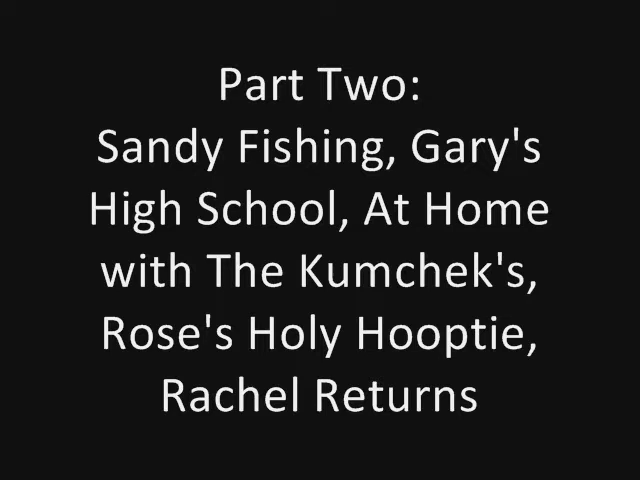 Part Two:
Sandy Fishing, Gary's
High School, At Home
with The Kumchek's,
Rose's Holy Hooptie,
Rachel Returns